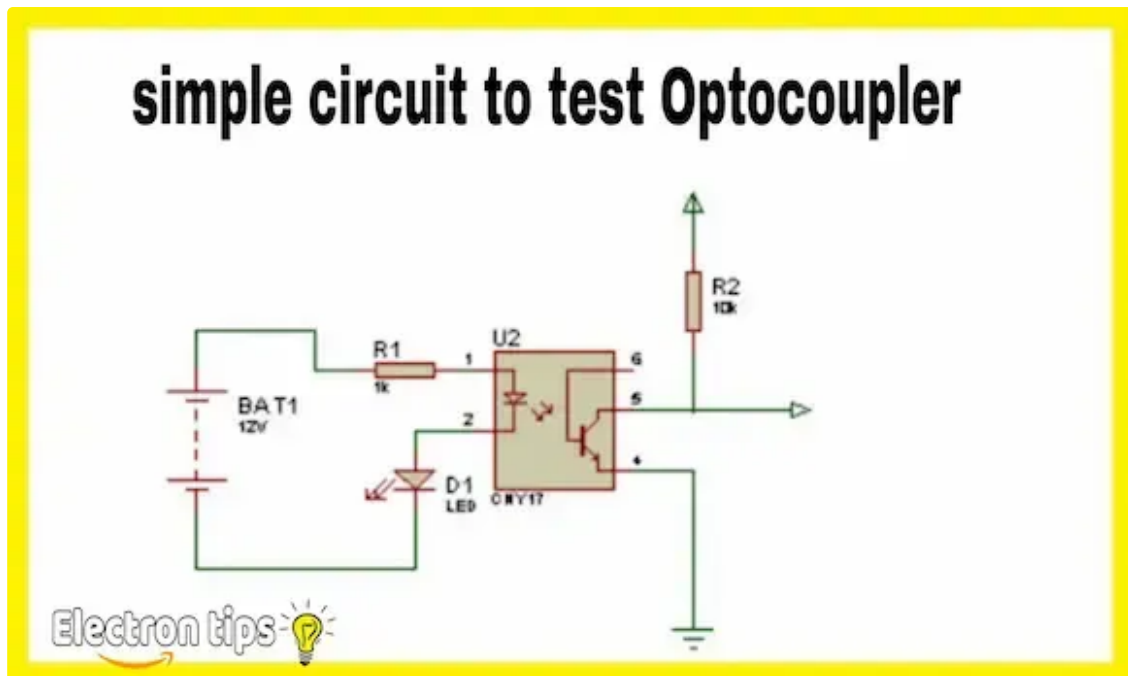 simple circuit to test Optocoupler
R2
10k
U2
R1
1
6
1k
BAT1
12V
5
2
4
D1
LED
CNY17
Electron tips